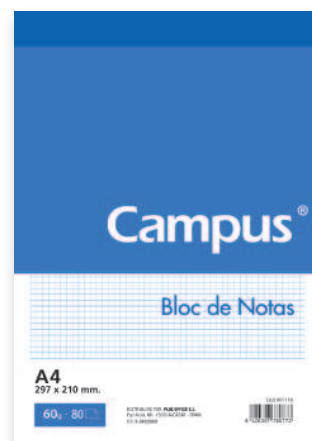 Campus®
Bloc de Notas
A4
297 x 210 mm.
60g - 80